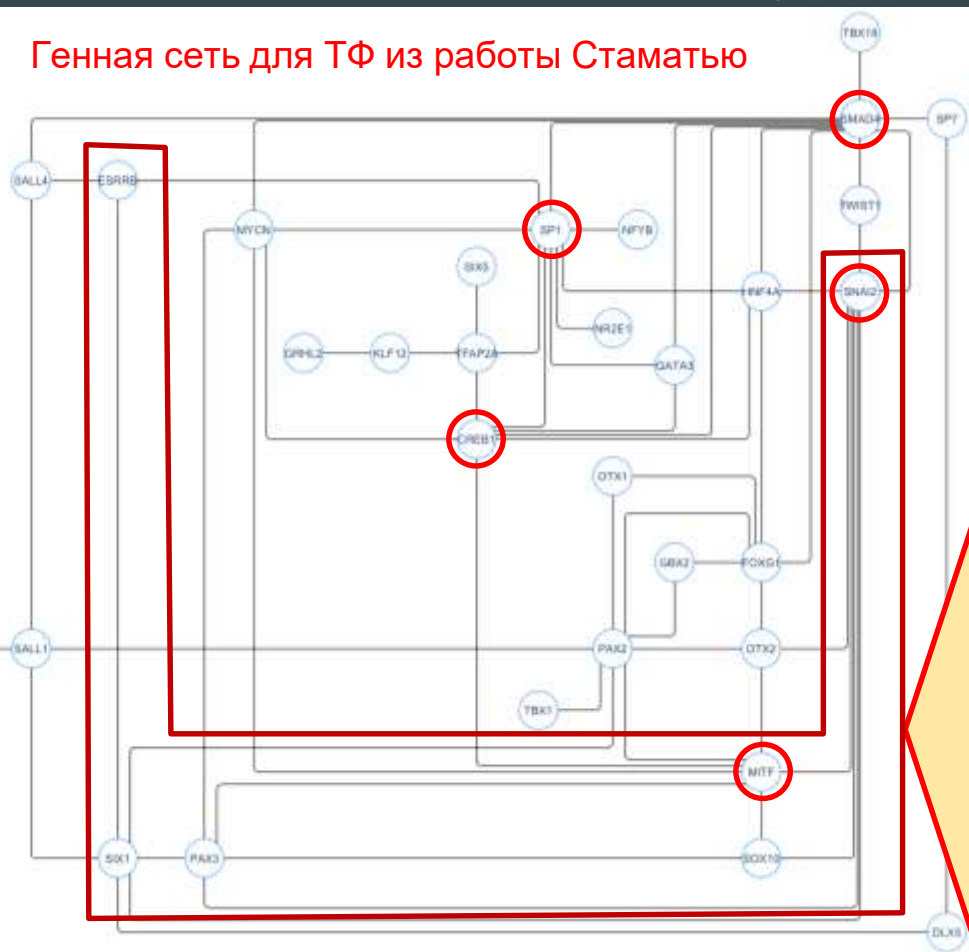 Генная сеть для ТФ из работы Стаматью
TBX18
SMAD4
SP7
SALL4
ESRRB
TWIST1
MYCN
SP1
NFYB
SIX5
HNF4A
SNAI2
NR2E1
GRHL2
KLF12
TFAP2A
GATA3
CREB1
OTX1
GBX2
FOXG1
SALL1
PAX2
OTX2
TBX1
MITF
SIX1
PAX3
SOX10